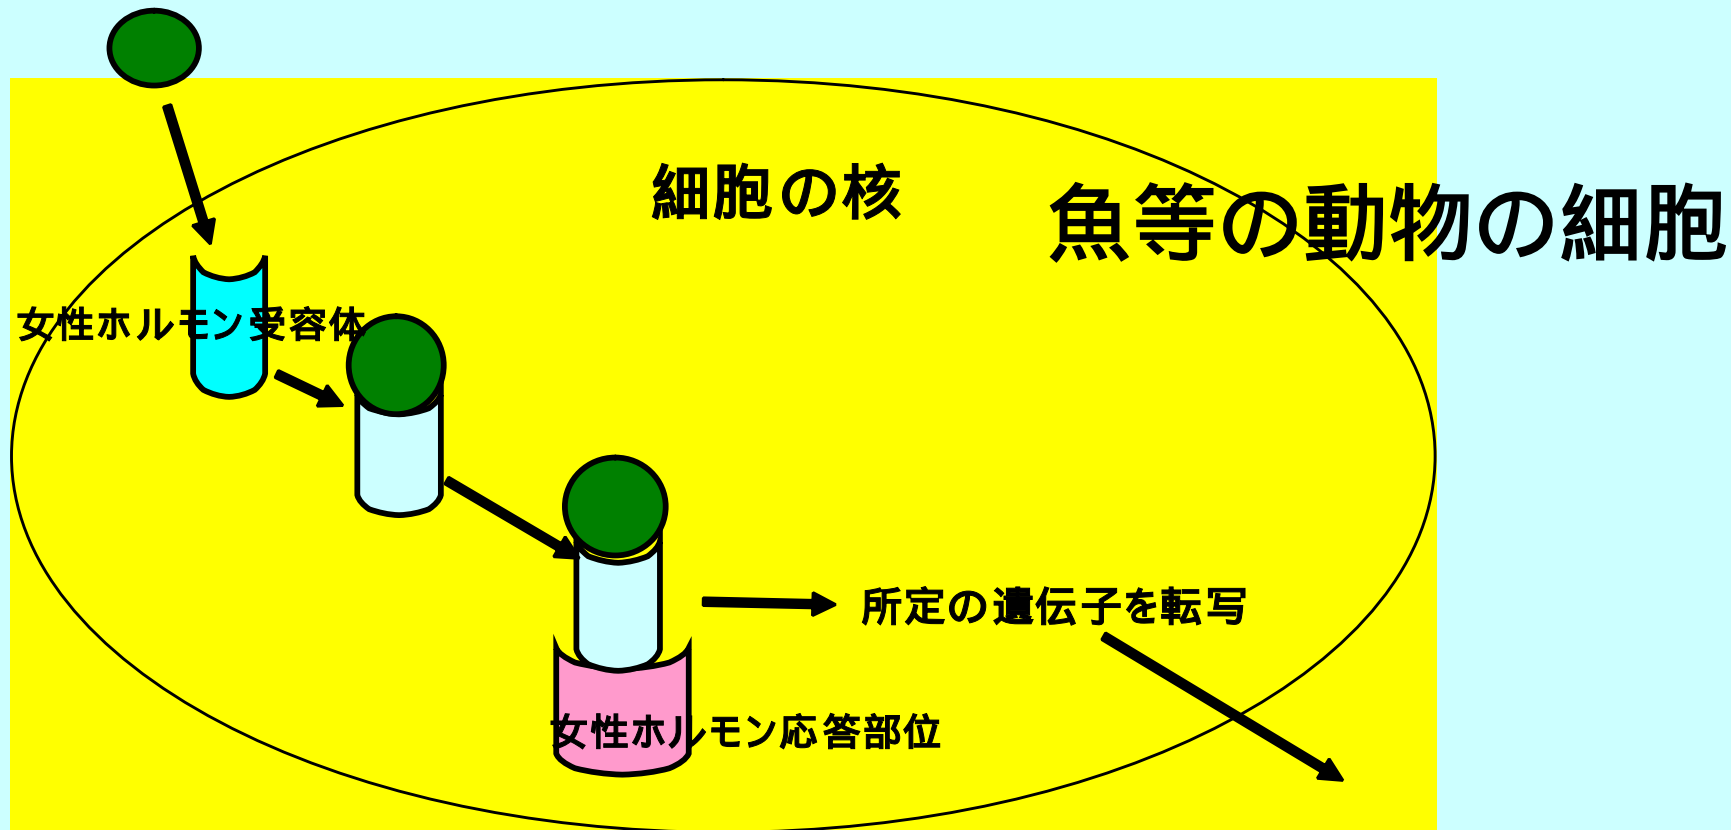 細胞の核
魚等の動物の細胞
女性ホルモン受容体
所定の遺伝子を転写
女性ホルモン応答部位